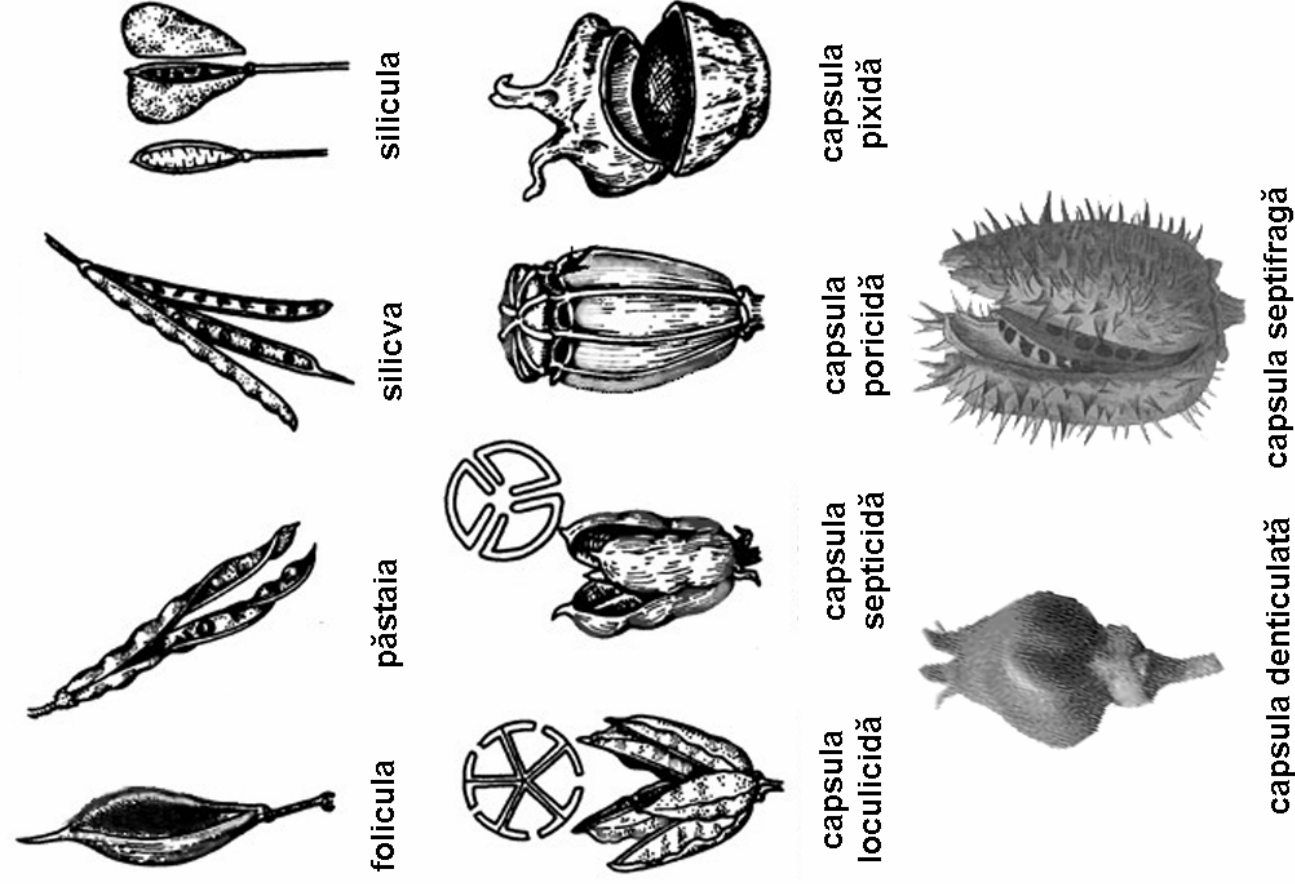 folicula
păstaia
silicva
silicula
capsula
loculicidă
capsula
septicidă
capsula
poricidă
capsula
pixidă
capsula denticulată
capsula septifragă